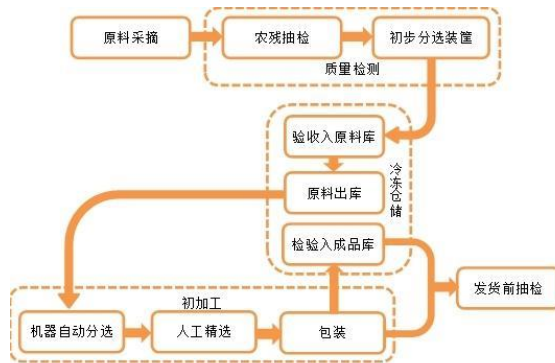 原料采摘
农残抽检
初步分选装筐
质量检测
验收入原料库
原料出库
检验入成品库
冷冻仓储
发货前抽检
初加工
机器自动分选
人工精选
包装